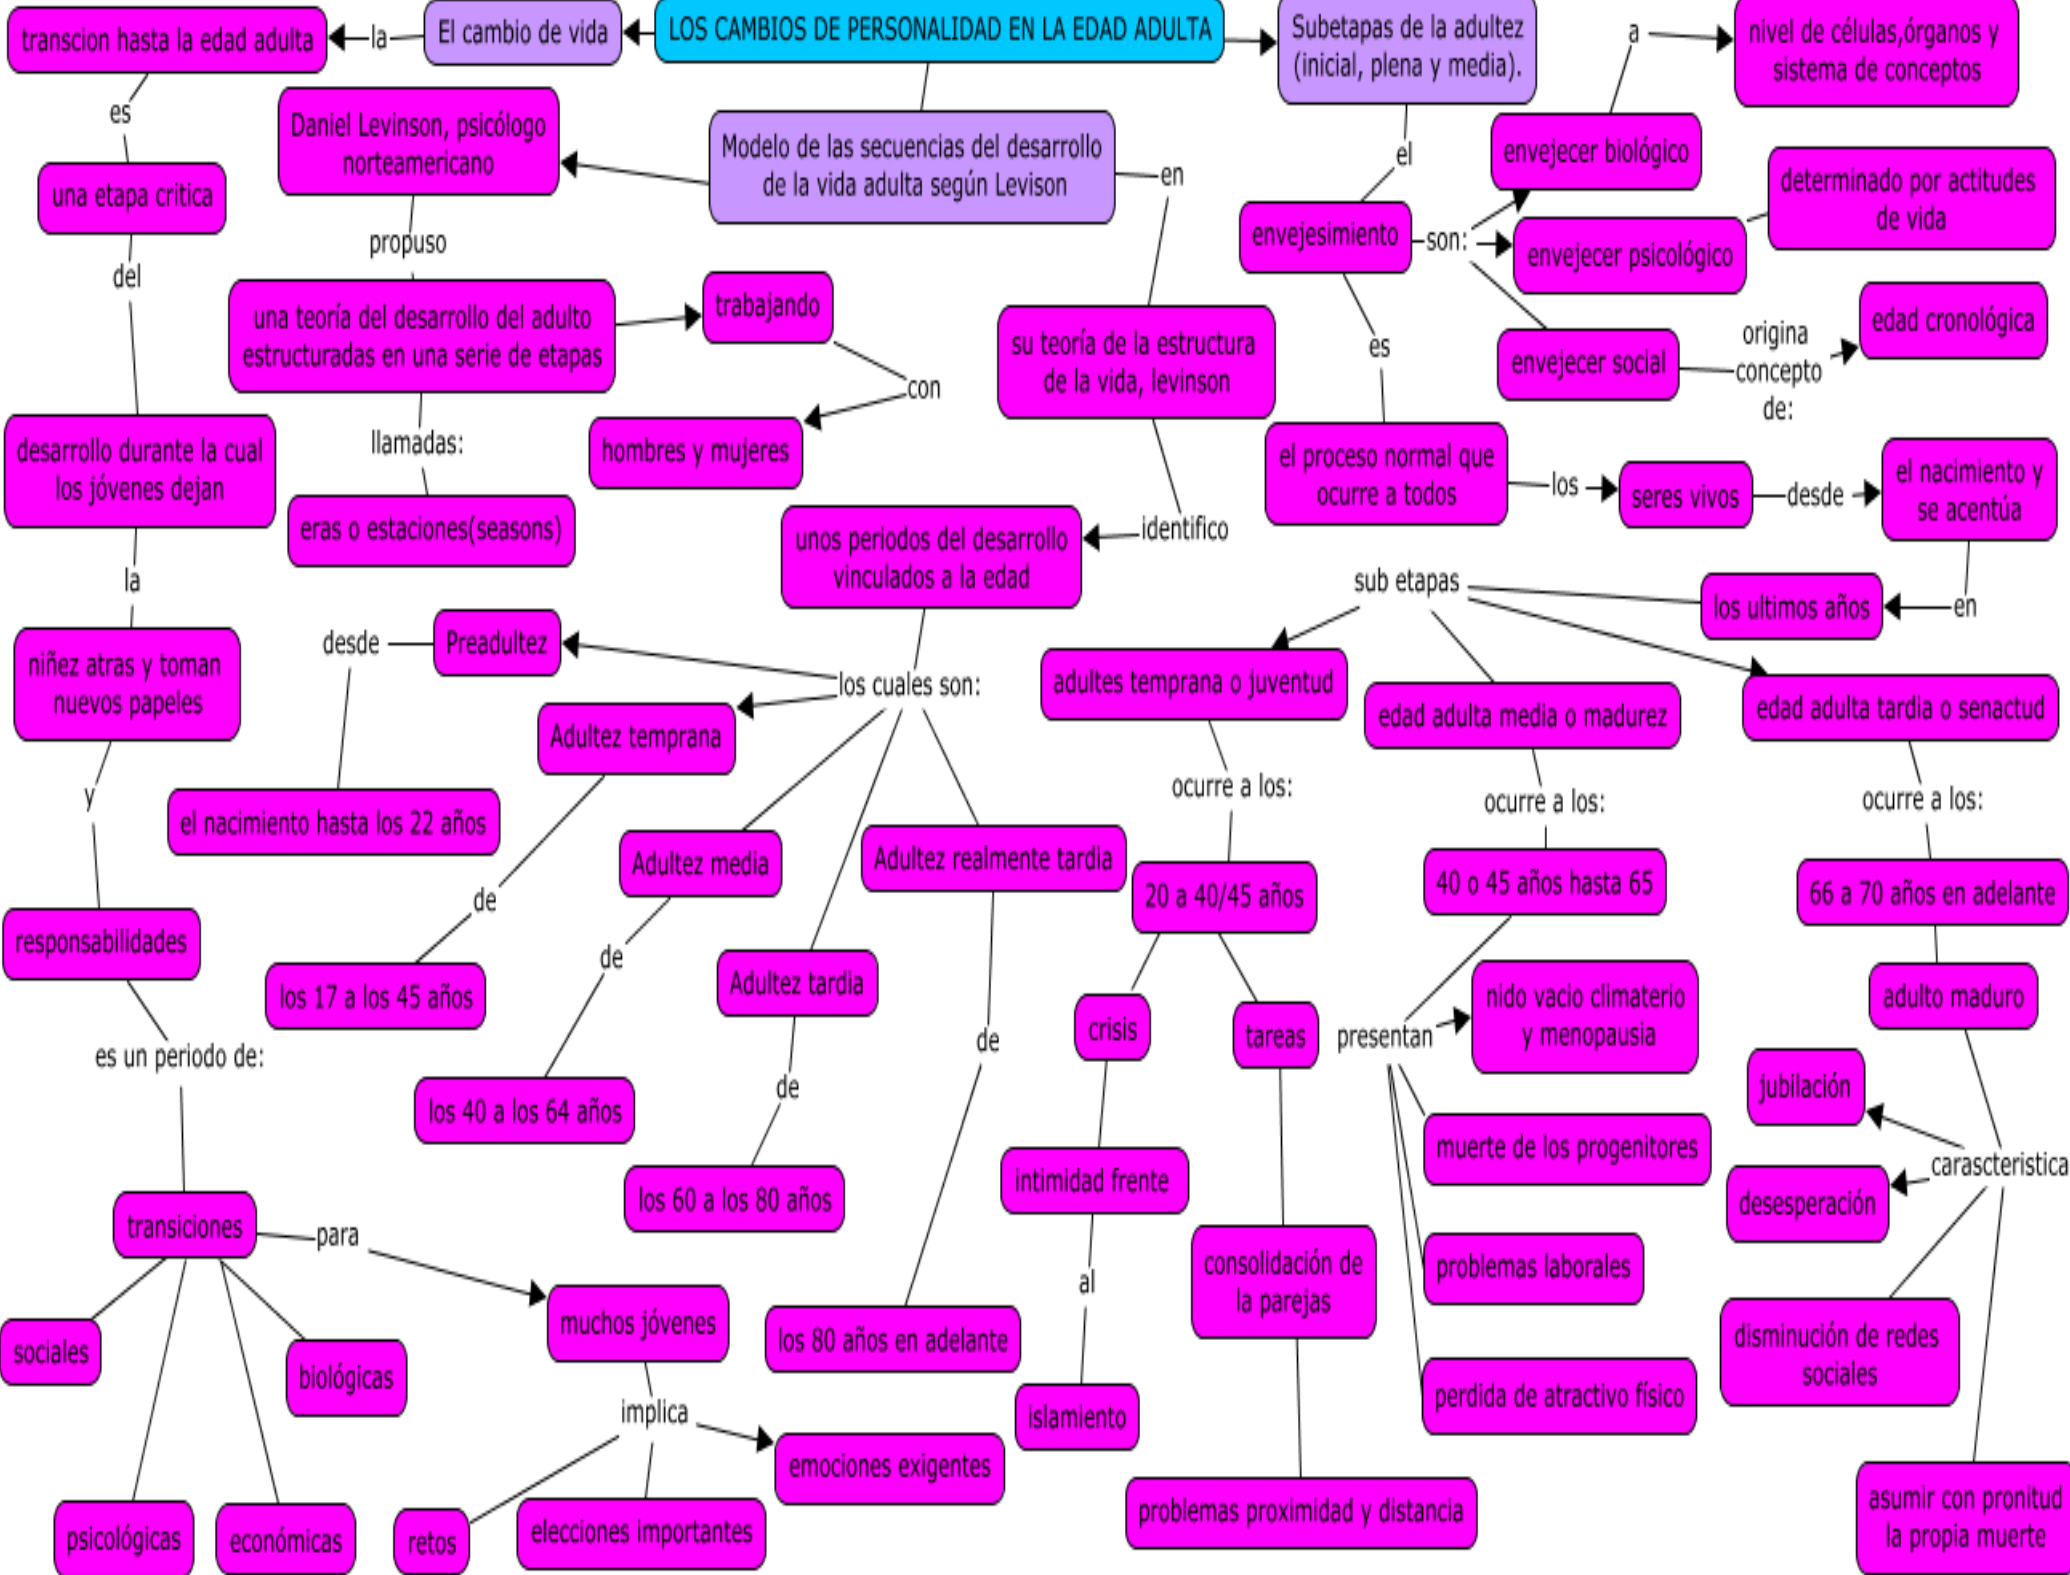 LOS CAMBIOS DE PERSONALIDAD EN LA EDAD ADULTA
El cambio de vida
la
transcion hasta la edad adulta
es
una etapa critica
del
desarrollo durante la cual
los jóvenes dejan
la
niñez atras y toman
nuevos papeles
y
responsabilidades
es un periodo de:
transiciones
sociales
psicológicas
económicas
biológicas
para
muchos jóvenes
implica
retos
elecciones importantes
emociones exigentes
Modelo de las secuencias del desarrollo
de la vida adulta según Levison
Daniel Levinson, psicólogo
norteamericano
propuso
una teoría del desarrollo del adulto
estructuradas en una serie de etapas
llamadas:
eras o estaciones(seasons)
trabajando
con
hombres y mujeres
en
su teoría de la estructura
de la vida, levinson
identifico
unos periodos del desarrollo
vinculados a la edad
los cuales son:
Preadultez
desde
el nacimiento hasta los 22 años
Adultez temprana
de
los 17 a los 45 años
Adultez media
de
los 40 a los 64 años
Adultez tardia
de
los 60 a los 80 años
Adultez realmente tardia
de
los 80 años en adelante
Subetapas de la adultez
(inicial, plena y media).
el
envejesimiento
son:
envejecer biológico
a
nivel de células,órganos y
sistema de conceptos
envejecer psicológico
determinado por actitudes
de vida
envejecer social
origina
concepto
de:
edad cronológica
es
el proceso normal que
ocurre a todos
los
seres vivos
desde
el nacimiento y
se acentúa
en
los ultimos años
sub etapas
adultes temprana o juventud
ocurre a los:
20 a 40/45 años
crisis
intimidad frente
al
islamiento
tareas
consolidación de
la parejas
problemas proximidad y distancia
edad adulta media o madurez
ocurre a los:
40 o 45 años hasta 65
presentan
nido vacio climaterio
y menopausia
muerte de los progenitores
problemas laborales
perdida de atractivo físico
edad adulta tardia o senactud
ocurre a los:
66 a 70 años en adelante
adulto maduro
carascteristica
jubilación
desesperación
disminución de redes
sociales
asumir con pronitud
la propia muerte